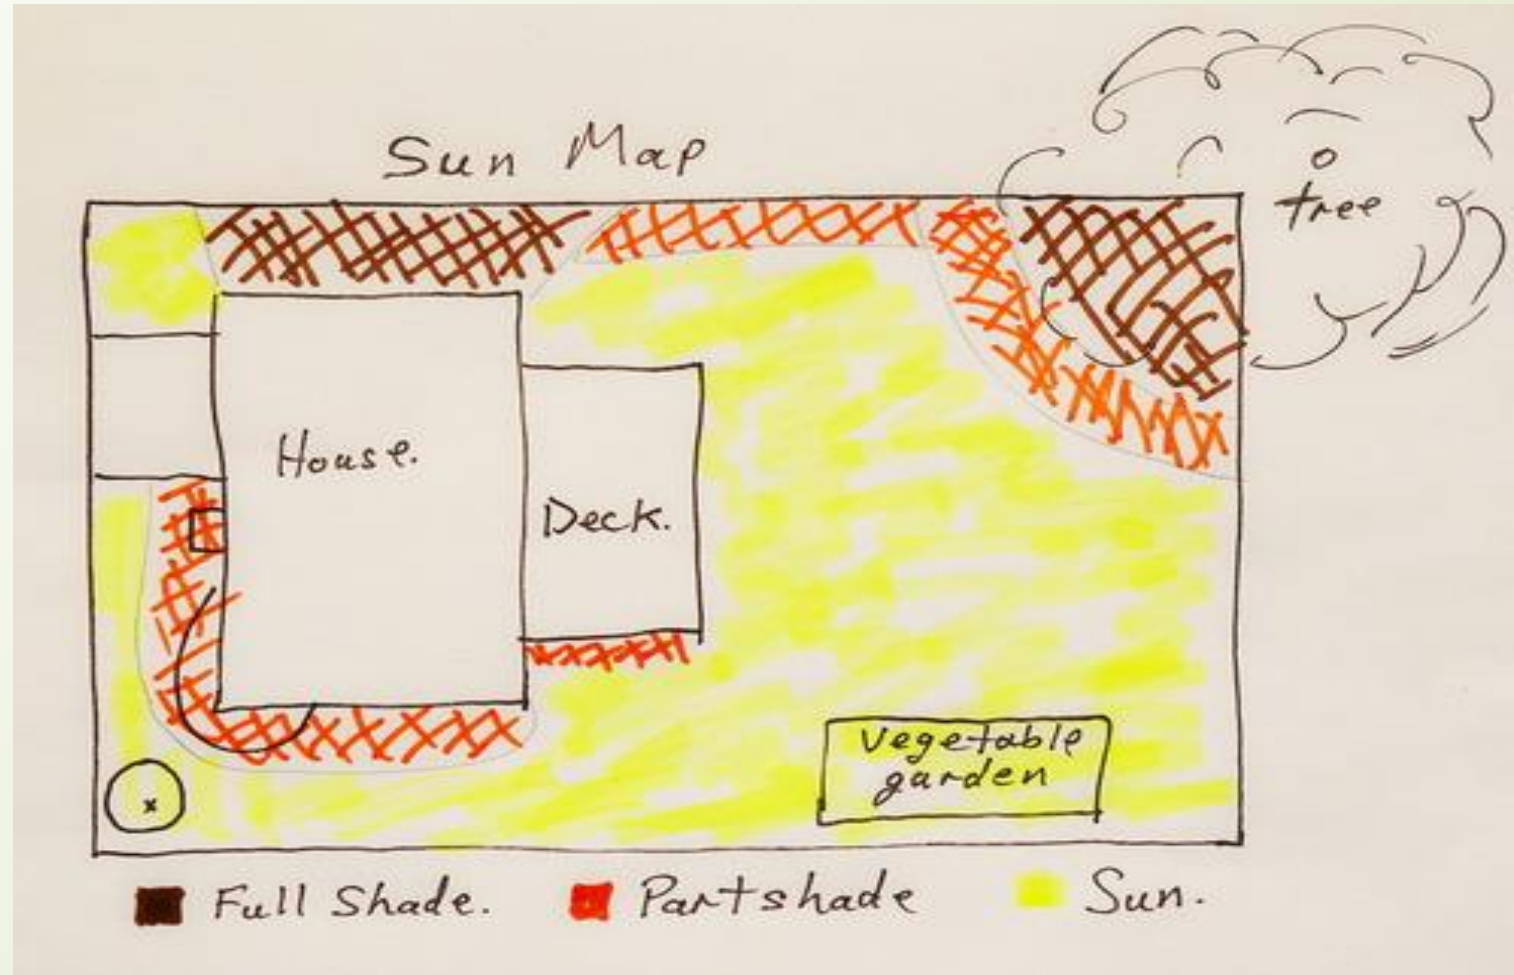 Sun Map
tree
House.
Deck.
vegetable
garden
x
Full Shade.
Partshade
Sun.